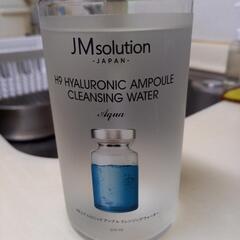 JMsolution
-JAPAN-
H9 HYALURONIC AMPOULE
CLEANSING WATER
Aqua